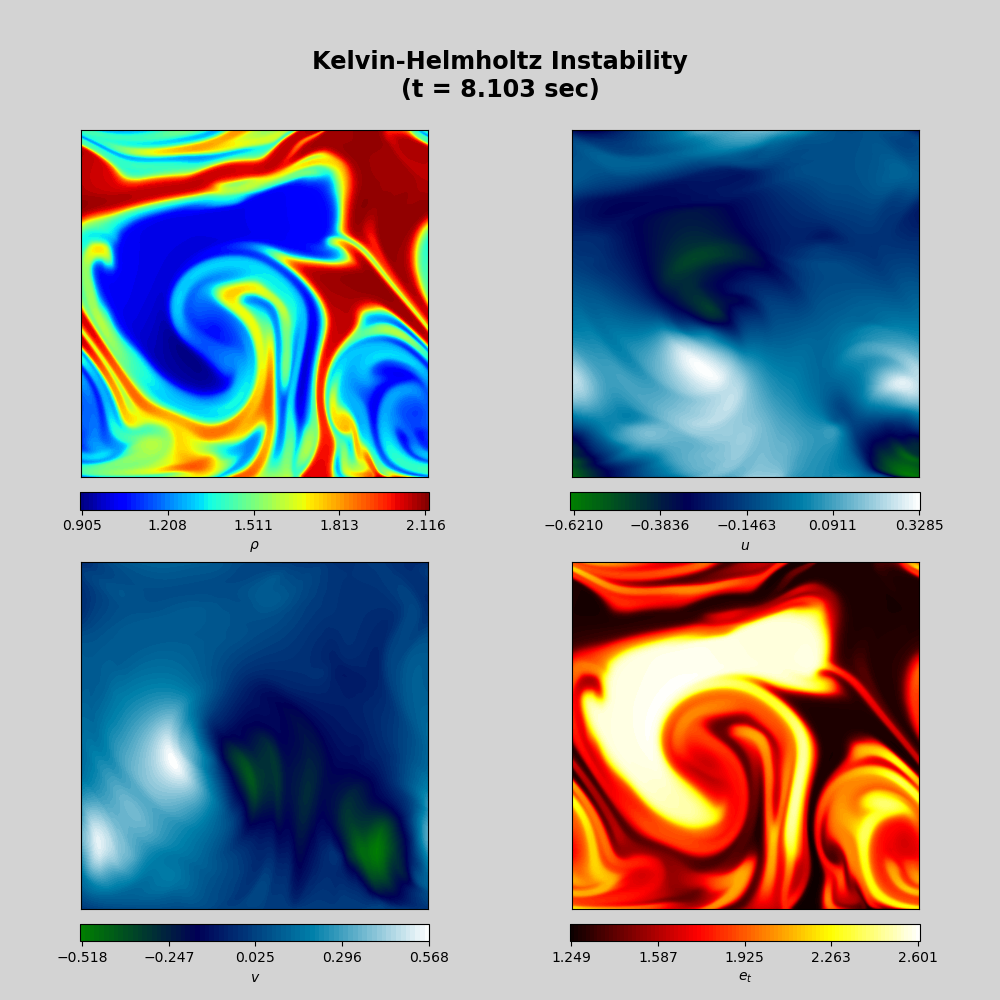 Kelvin-Helmholtz Instability
(t = 8.103 sec)
0.905 1.208 1.511 1.813 2.116
ρ
−0.6210 −0.3836 −0.1463 0.0911 0.3285
u
−0.518 −0.247 0.025 0.296 0.568
v
1.249 1.587 1.925 2.263 2.601
e_t